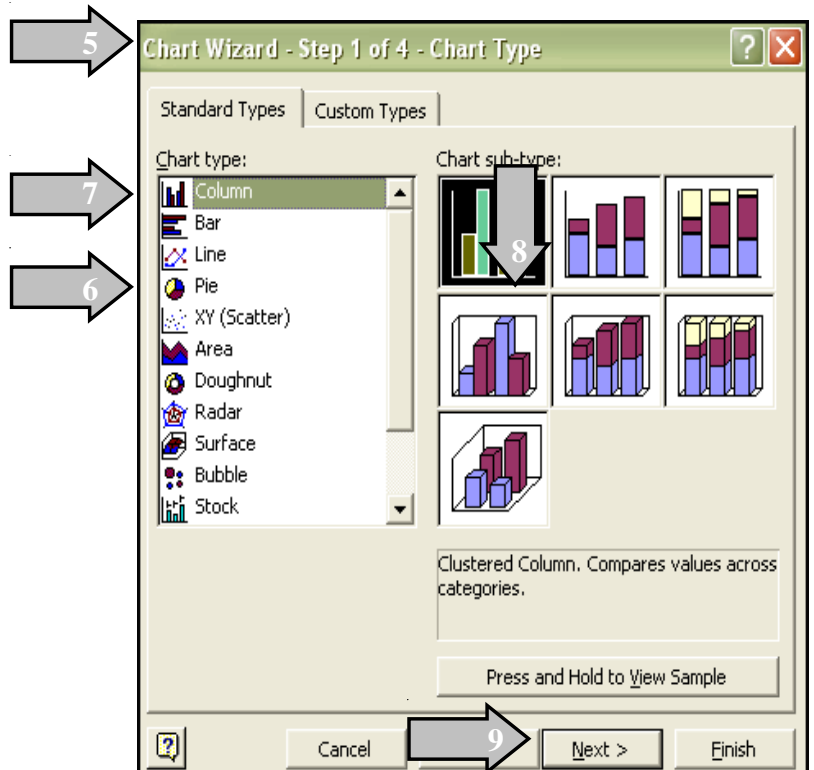 5
Chart Wizard - Step 1 of 4 - Chart Type
Standard Types
Custom Types
Chart type:
Chart sub-type:
7
Column
Bar
Line
6
Pie
XY (Scatter)
Area
Doughnut
Radar
Surface
Bubble
Stock
8
Clustered Column. Compares values across
categories.
Press and Hold to View Sample
Cancel
9
Next >
Finish